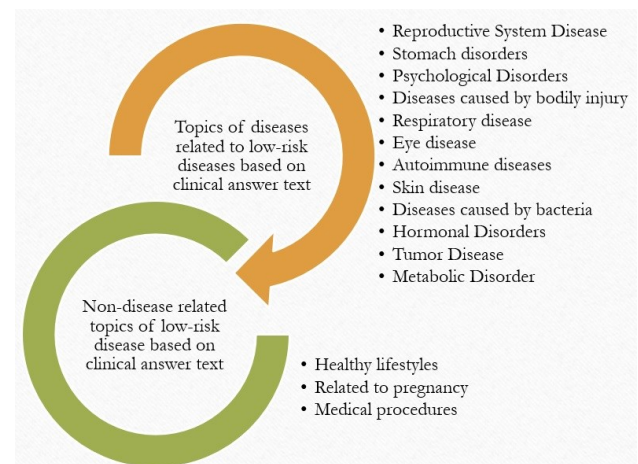 Topics of diseases
related to low-risk
diseases based on
clinical answer text
• Reproductive System Disease
• Stomach disorders
• Psychological Disorders
• Diseases caused by bodily injury
• Respiratory disease
• Eye disease
• Autoimmune diseases
• Skin disease
• Diseases caused by bacteria
• Hormonal Disorders
• Tumor Disease
• Metabolic Disorder
Non-disease related
topics of low-risk
disease based on
clinical answer text
• Healthy lifestyles
• Related to pregnancy
• Medical procedures